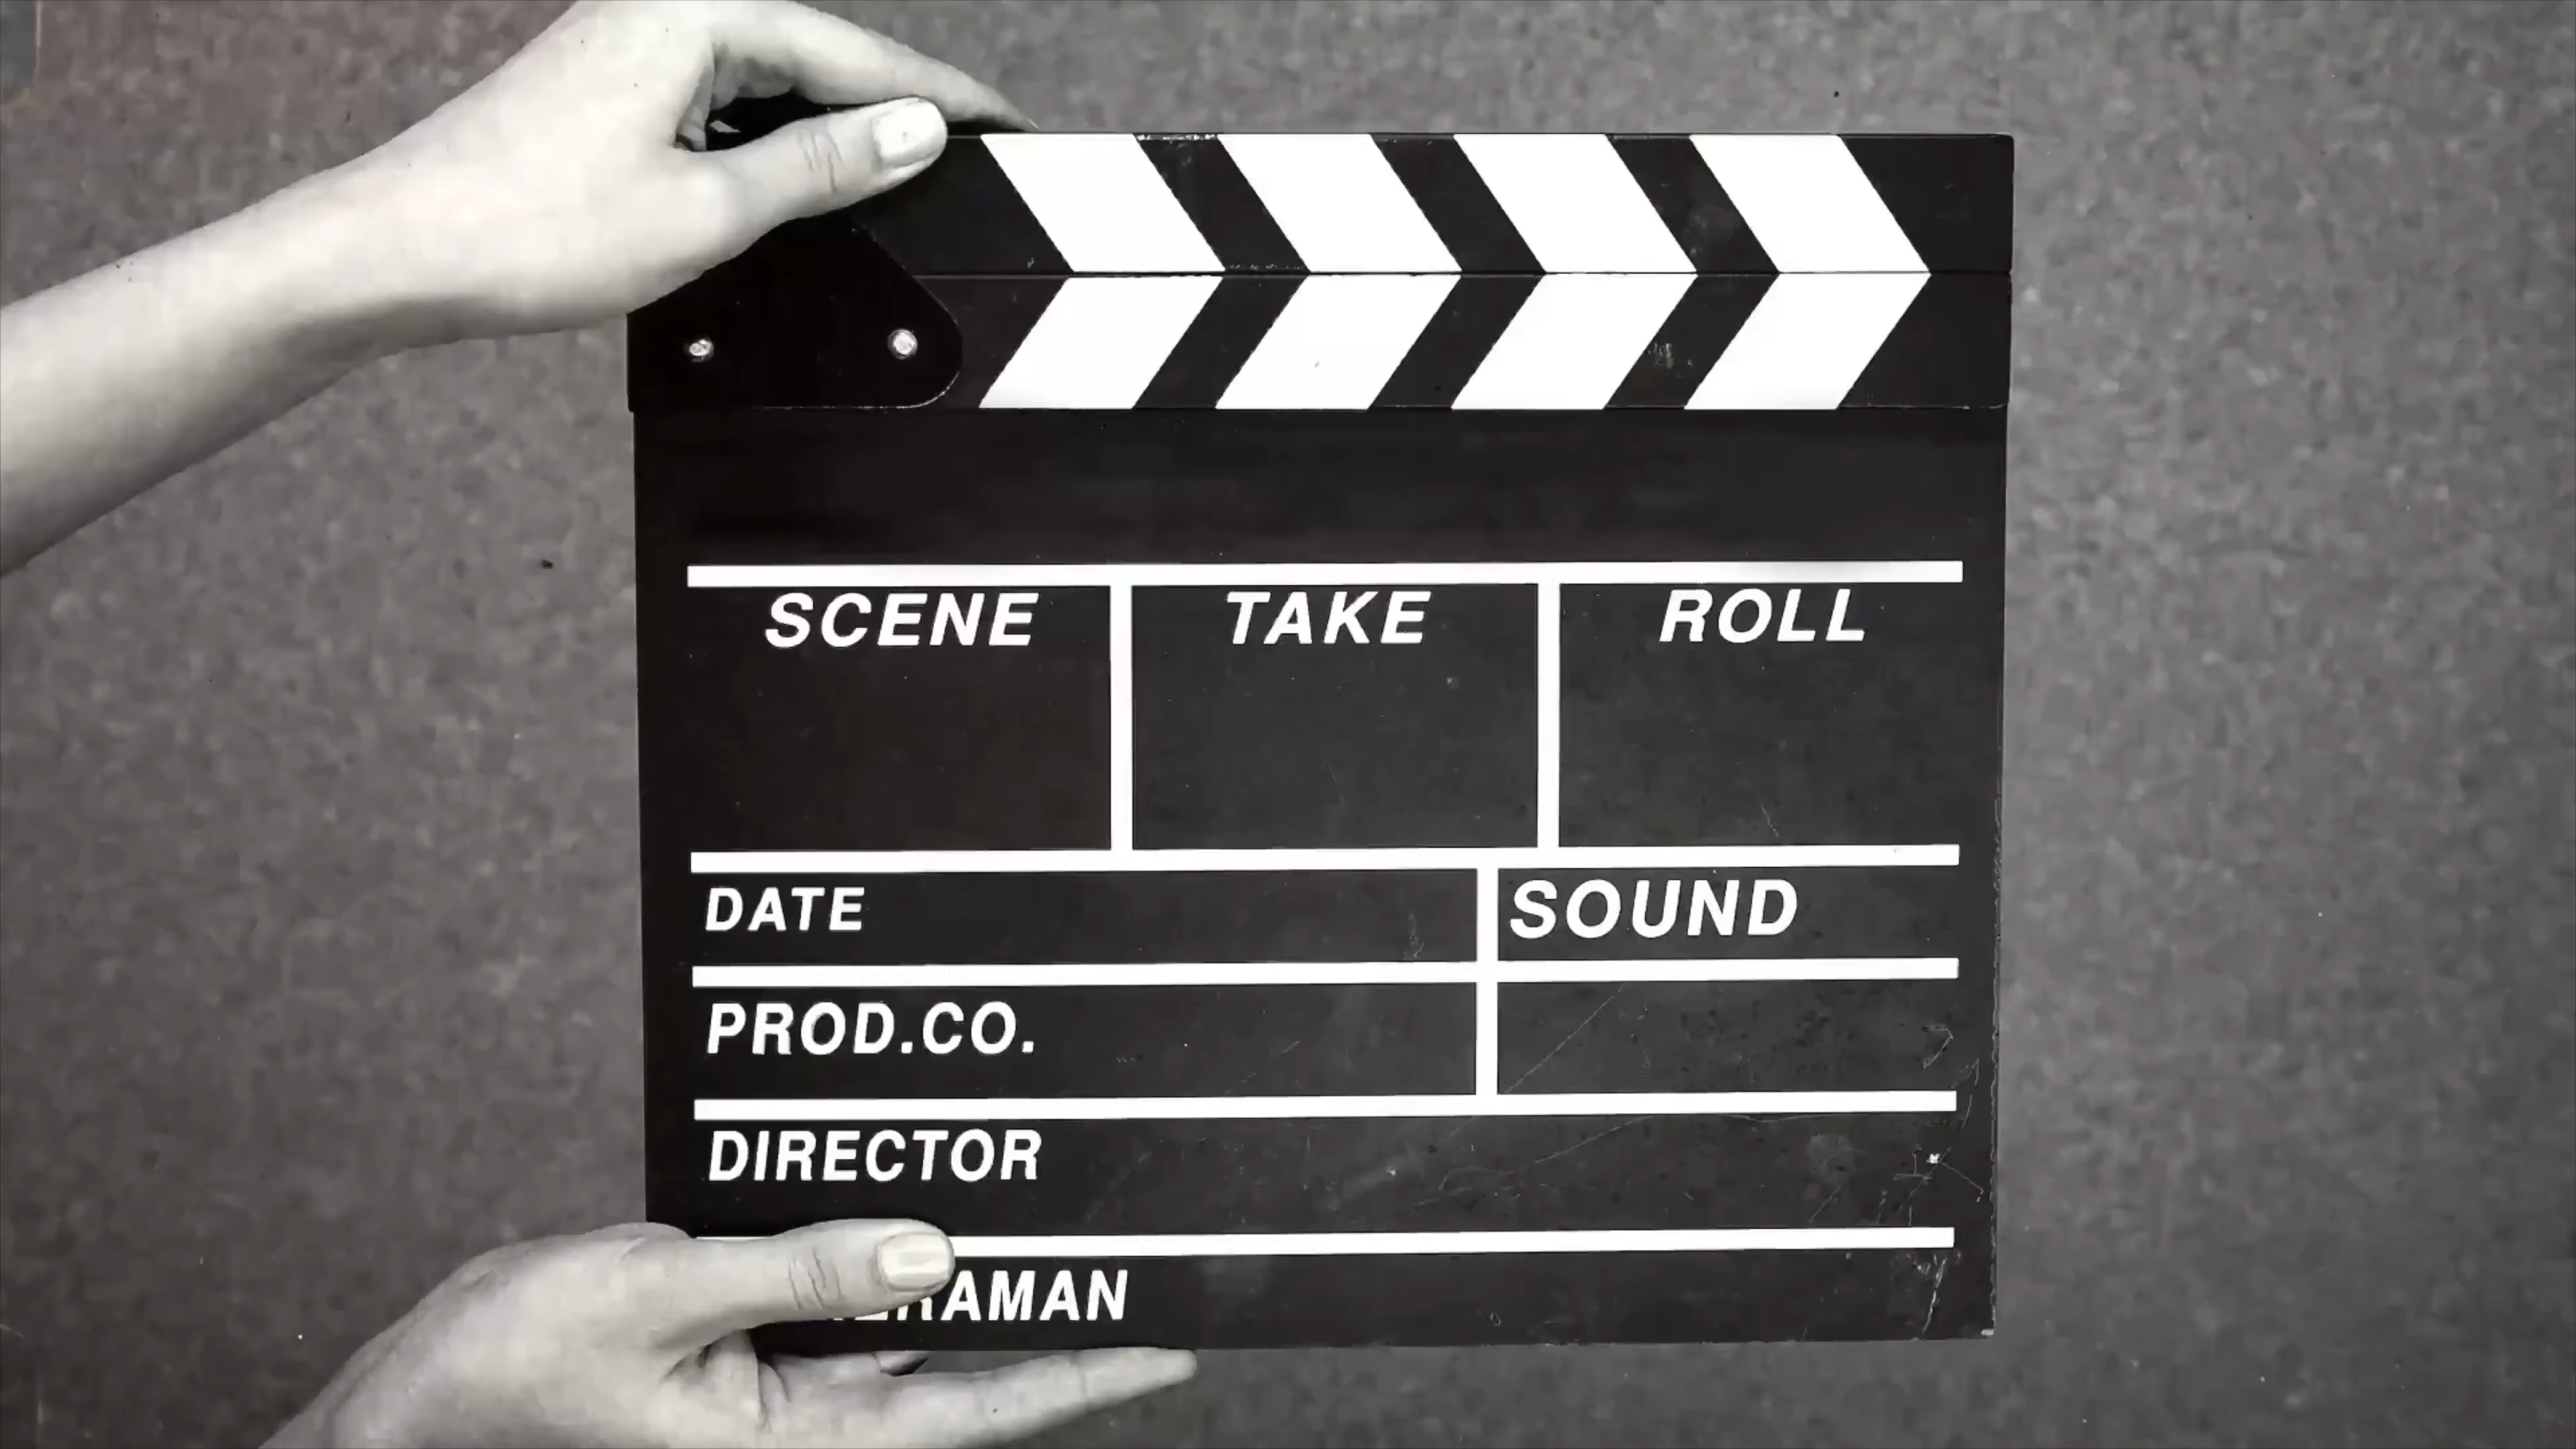 SCENE TAKE ROLL
DATE SOUND
PROD.CO.
DIRECTOR